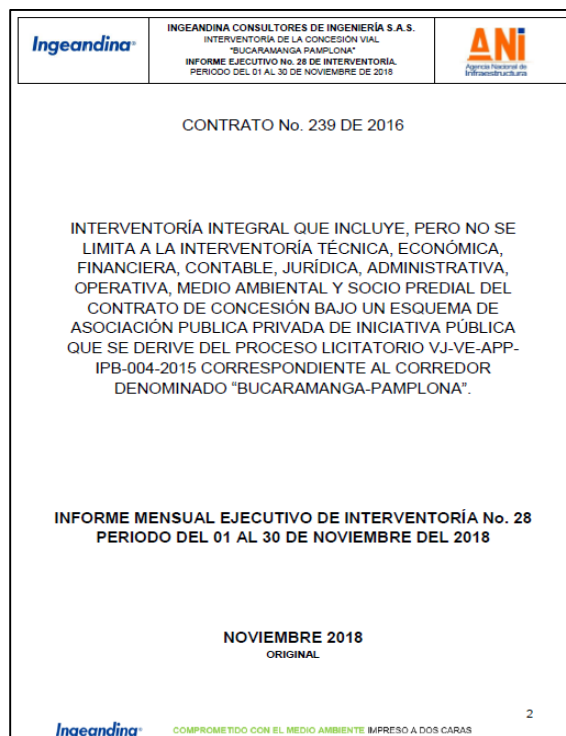 Ingeandina
INGEANDINA CONSULTORES DE INGENIERÍA S.A.S.
INTERVENTORÍA DE LA CONCESIÓN VIAL
"BUCARAMANGA PAMPLONA"
INFORME EJECUTIVO No. 28 DE INTERVENTORÍA.
PERIODO DEL 01 AL 30 DE NOVIEMBRE DE 2018
ANi
Agencia Nacional de
Infraestructura
CONTRATO No. 239 DE 2016
INTERVENTORÍA INTEGRAL QUE INCLUYE, PERO NO SE
LIMITA A LA INTERVENTORÍA TÉCNICA, ECONÓMICA,
FINANCIERA, CONTABLE, JURÍDICA, ADMINISTRATIVA,
OPERATIVA, MEDIO AMBIENTAL Y SOCIO PREDIAL DEL
CONTRATO DE CONCESIÓN BAJO UN ESQUEMA DE
ASOCIACIÓN PUBLICA PRIVADA DE INICIATIVA PÚBLICA
QUE SE DERIVE DEL PROCESO LICITATORIO VJ-VE-APP-
IPB-004-2015 CORRESPONDIENTE AL CORREDOR
DENOMINADO “BUCARAMANGA-PAMPLONA”.
INFORME MENSUAL EJECUTIVO DE INTERVENTORÍA No. 28
PERIODO DEL 01 AL 30 DE NOVIEMBRE DEL 2018
NOVIEMBRE 2018
ORIGINAL
2
Ingeandina
COMPROMETIDO CON EL MEDIO AMBIENTE IMPRESO A DOS CARAS